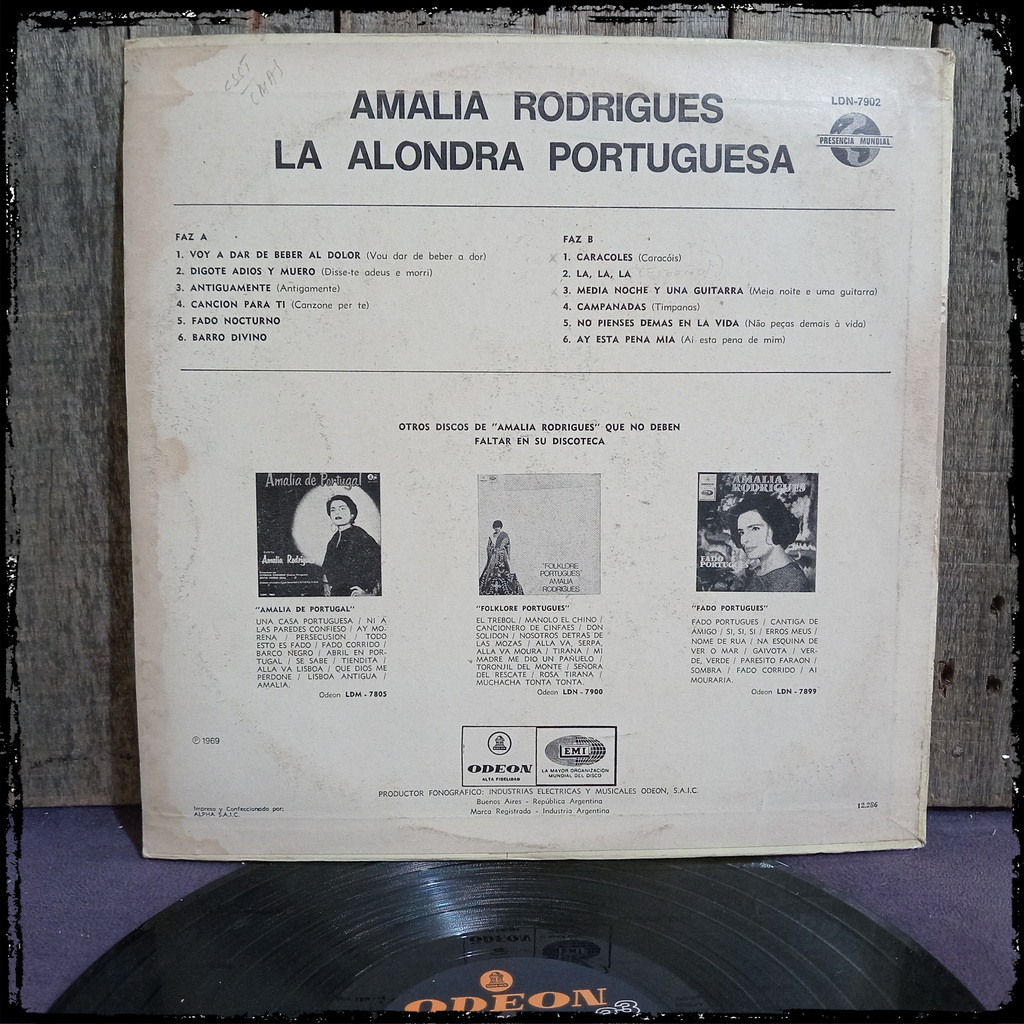 AMALIA RODRIGUES
LA ALONDRA PORTUGUESA
LDN-7902
PRESENCIA MUNDIAL
FAZ A
1. VOY A DAR DE BEBER AL DOLOR (Vou dar de beber a dor)
2. DIGOTE ADIOS Y MUERO (Disse-te adeus e morri)
3. ANTIGUAMENTE (Antigamente)
4. CANCION PARA TI (Canzone per te)
5. FADO NOCTURNO
6. BARRO DIVINO
FAZ B
1. CARACOLES (Caracóis)
2. LA, LA, LA
3. MEDIA NOCHE Y UNA GUITARRA (Meia noite e uma guitarra)
4. CAMPANADAS (Timpanas)
5. NO PIENSES DEMAS EN LA VIDA (Não peças demais à vida)
6. AY ESTA PENA MIA (Ai esta pena de mim)
OTROS DISCOS DE "AMALIA RODRIGUES" QUE NO DEBEN
FALTAR EN SU DISCOTECA
Amalia de Portugal
Amalia Rodrigues
"AMALIA DE PORTUGAL"
UNA CASA PORTUGUESA / NI A
LAS PAREDES CONFIESO / AY MO-
RENA / PERSECUSION / TODO
ESTO ES FADO / FADO CORRIDO /
BARCO NEGRO / ABRIL EN POR-
TUGAL / SE SABE / TIENDITA /
ALLA VA LISBOA / QUE DIOS ME
PERDONE / LISBOA ANTIGUA /
AMALIA.
Odeon LDM - 7805
"FOLKLORE
PORTUGUES"
AMALIA
RODRIGUES
"FOLKLORE PORTUGUES"
EL TREBOL / MANOLO EL CHINO /
CANCIONERO DE CINFAES / DON
SOLIDON / NOSOTROS DETRAS DE
LAS MOZAS / ALLA VA, SERPA,
ALLA VA MOURA / TIRANA / MI
MADRE ME DIO UN PAÑUELO /
TORONJIL DEL MONTE / SEÑORA
DEL RESCATE / ROSA TIRANA /
MUCHACHA TONTA TONTA.
Odeon LDN - 7900
AMALIA
RODRIGUES
FADO
PORTUGUES
"FADO PORTUGUES"
FADO PORTUGUES / CANTIGA DE
AMIGO / SI, SI, SI / ERROS MEUS /
NOME DE RUA / NA ESQUINA DE
VER O MAR / GAIVOTA / VER-
DE, VERDE / PARESITO FARAON /
SOMBRA / FADO CORRIDO / AI
MOURARIA.
Odeon LDN - 7899
℗ 1969
ODEON
ALTA FIDELIDAD
EMI
LA MAYOR ORGANIZACION
MUNDIAL DEL DISCO
PRODUCTOR FONOGRAFICO: INDUSTRIAS ELECTRICAS Y MUSICALES ODEON, S.A.I.C.
Buenos Aires - República Argentina
Marca Registrada - Industria Argentina
Impreso y Confeccionado por:
ALPHA S.A.I.C.
12.286
ODEON
33